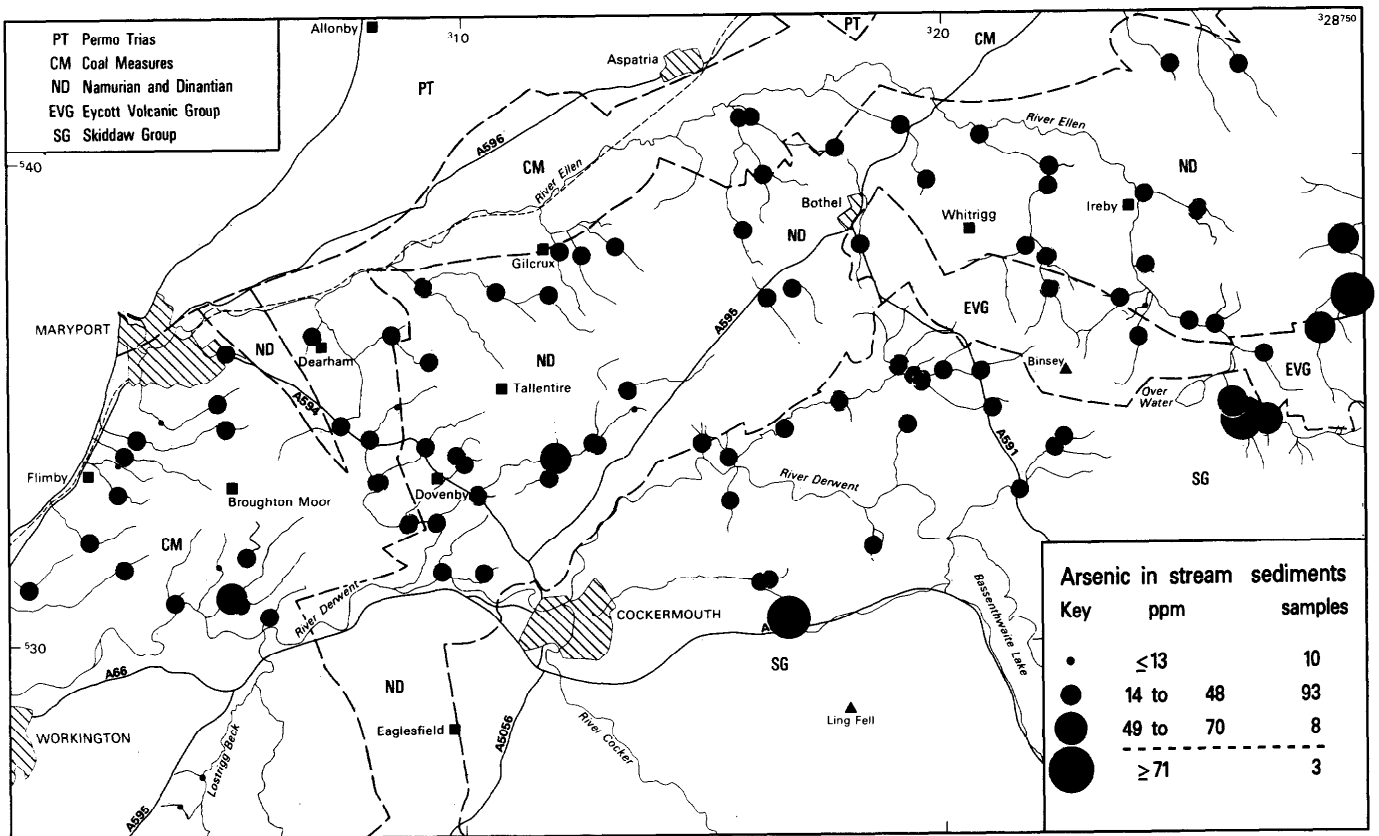 PT Permo Trias
CM Coal Measures
ND Namurian and Dinantian
EVG Eycott Volcanic Group
SG Skiddaw Group
Allonby
310
PT
320
CM
328750
Aspatria
PT
A596
540
CM
River Ellen
River Ellen
ND
Bothel
Whitrigg
Ireby
ND
Gilcrux
MARYPORT
A595
EVG
ND
Dearham
ND
Binsey
EVG
Tallentire
Over
Water
A594
A591
Flimby
Dovenby
River Derwent
SG
Broughton Moor
CM
Arsenic in stream sediments
Key ppm samples
≤13 10
14 to 48 93
49 to 70 8
≥71 3
River Derwent
COCKERMOUTH
Bassenthwaite Lake
A
530
SG
A66
ND
Ling Fell
Eaglesfield
A5056
River Cocker
WORKINGTON
Lostrigg Beck
A595